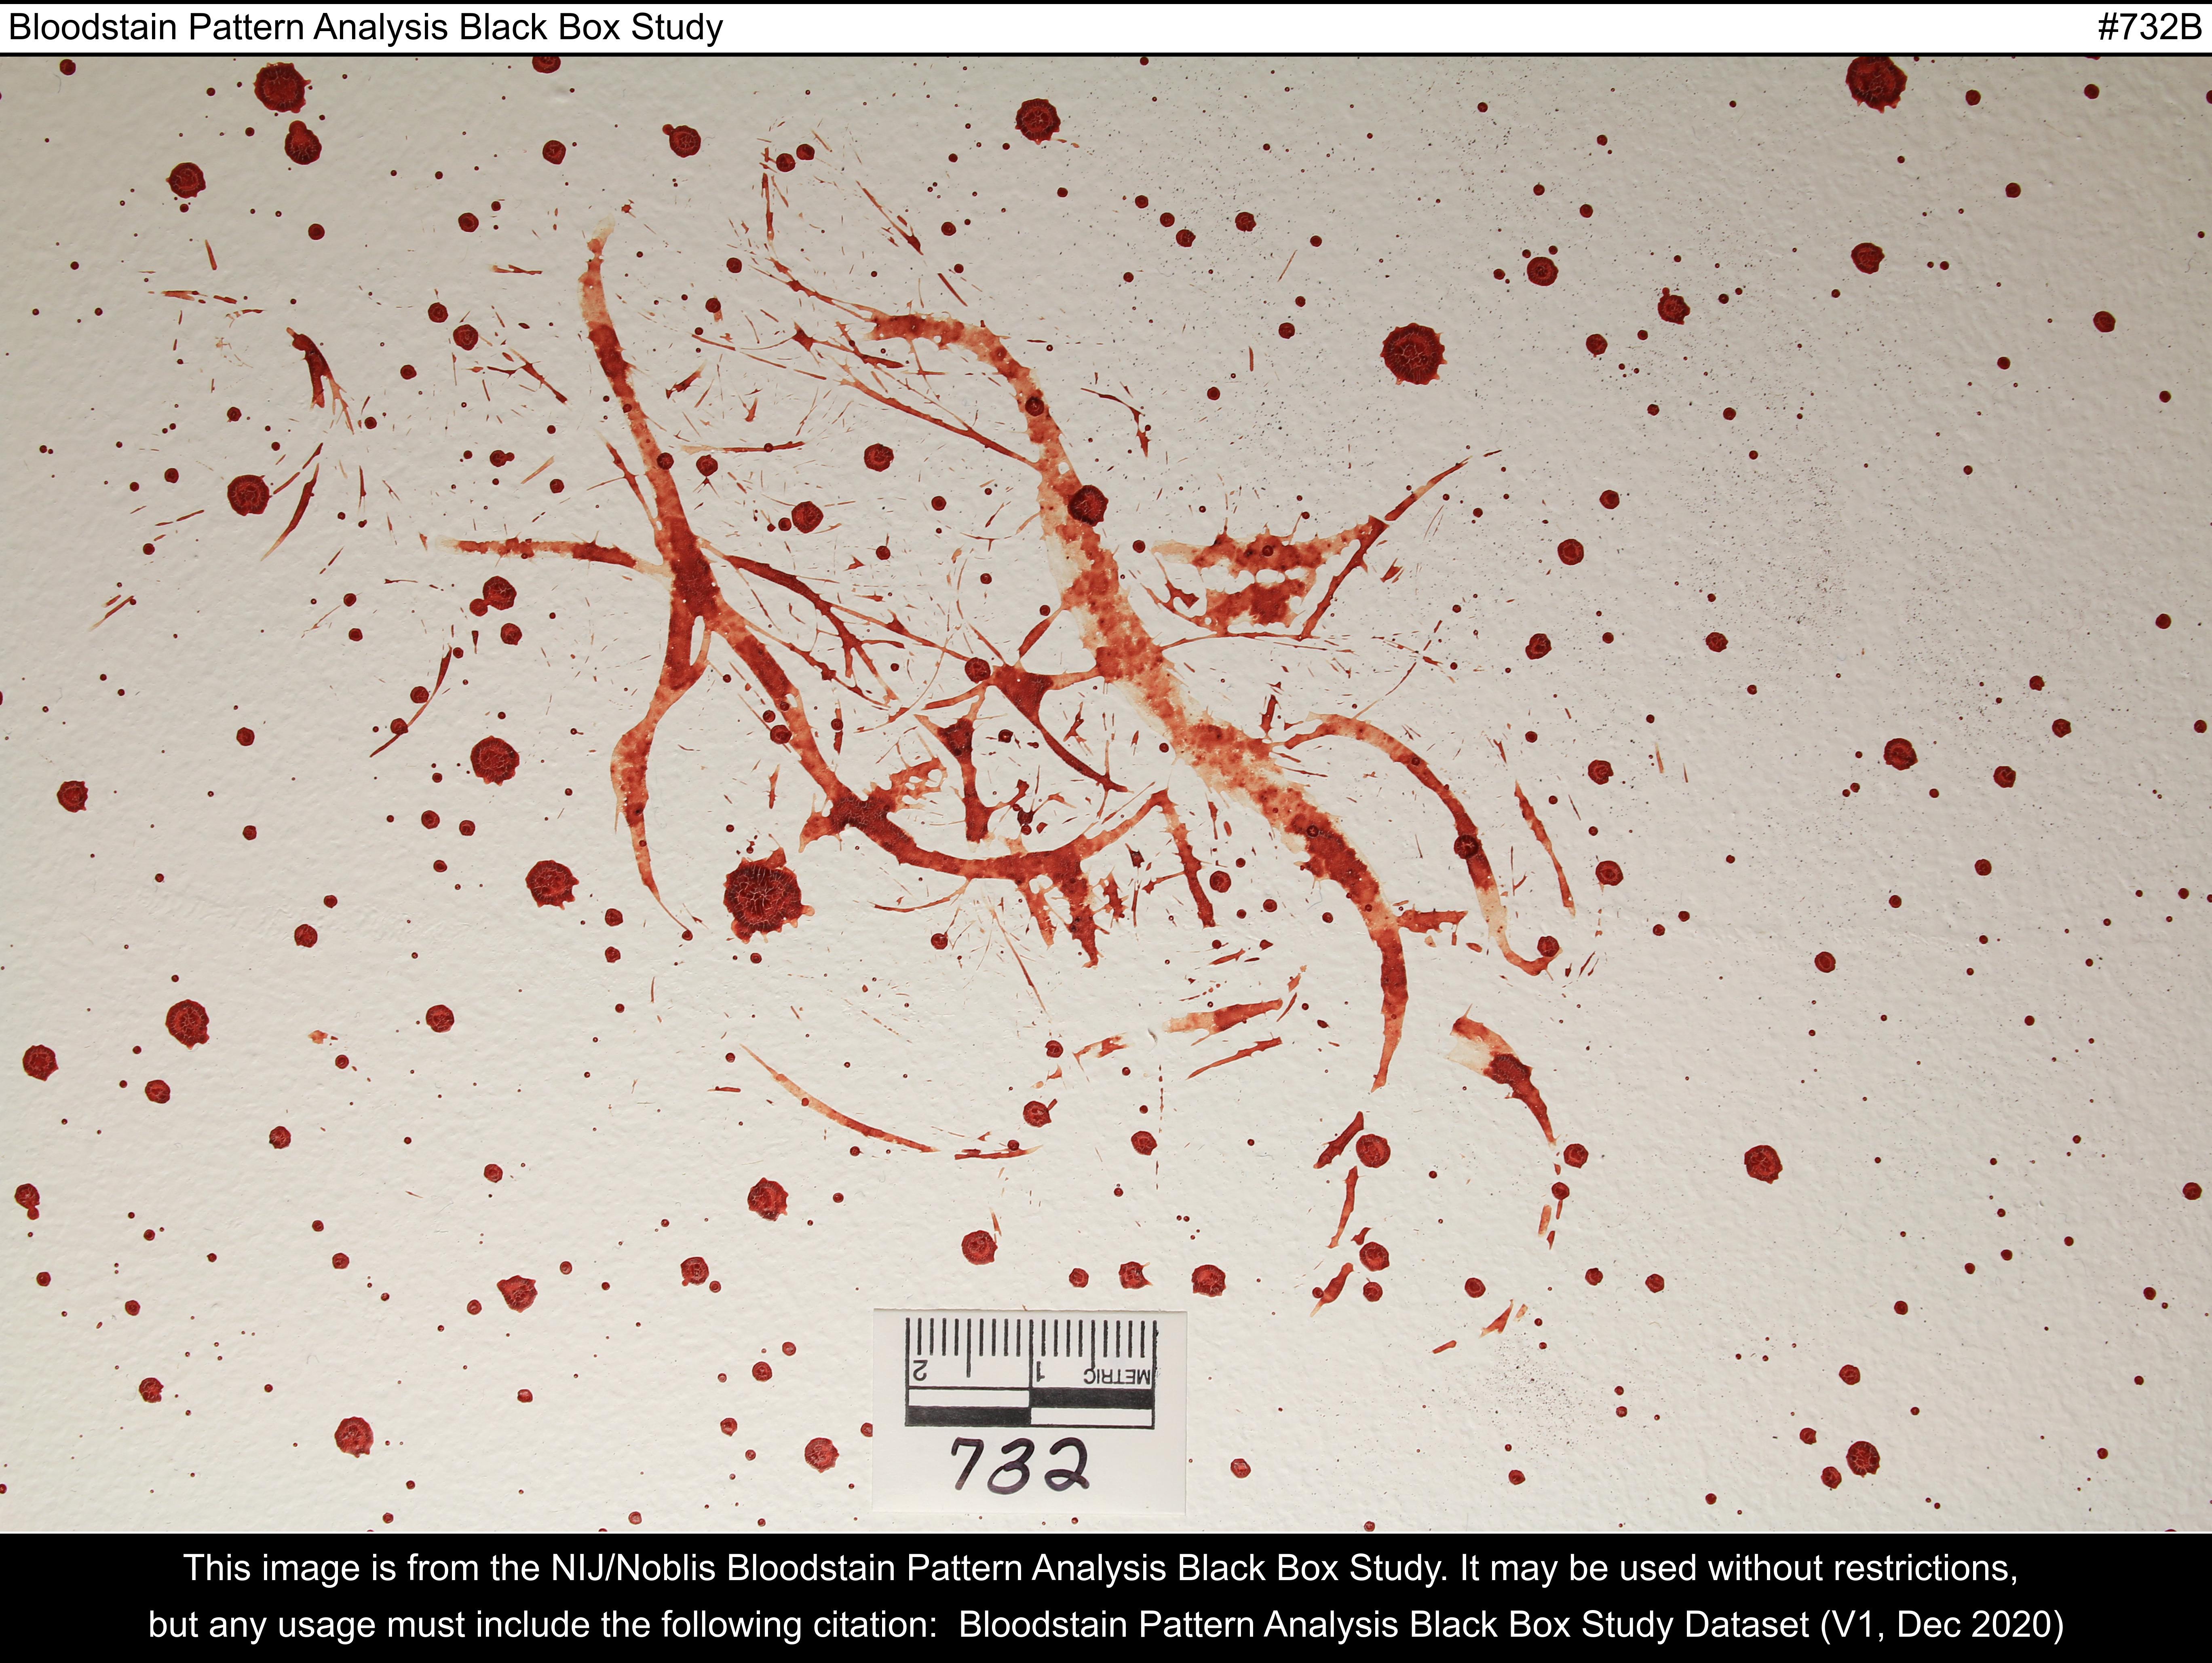 Bloodstain Pattern Analysis Black Box Study #732B
2 1 METRIC
732
This image is from the NIJ/Noblis Bloodstain Pattern Analysis Black Box Study. It may be used without restrictions,
but any usage must include the following citation: Bloodstain Pattern Analysis Black Box Study Dataset (V1, Dec 2020)